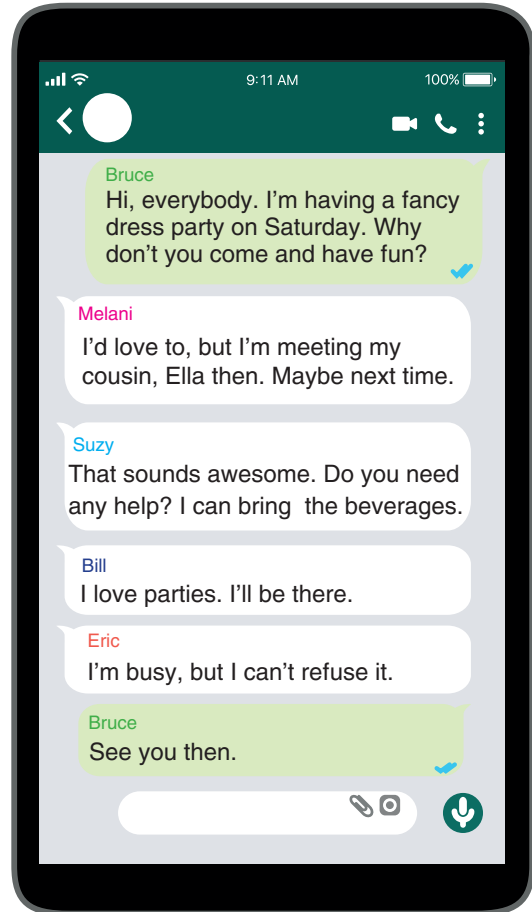 9:11 AM
100%
Bruce
Hi, everybody. I'm having a fancy
dress party on Saturday. Why
don't you come and have fun?
Melani
I'd love to, but I'm meeting my
cousin, Ella then. Maybe next time.
Suzy
That sounds awesome. Do you need
any help? I can bring  the beverages.
Bill
I love parties. I'll be there.
Eric
I'm busy, but I can't refuse it.
Bruce
See you then.